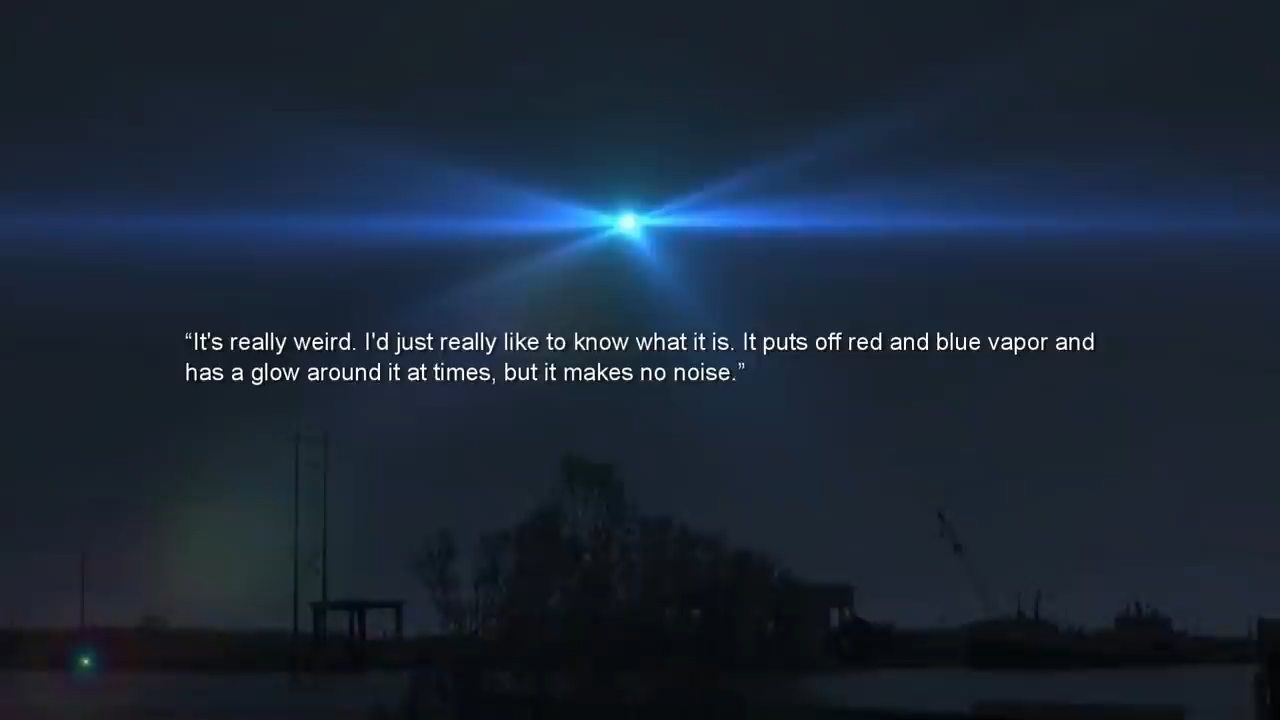 “It's really weird. I'd just really like to know what it is. It puts off red and blue vapor and
has a glow around it at times, but it makes no noise.”